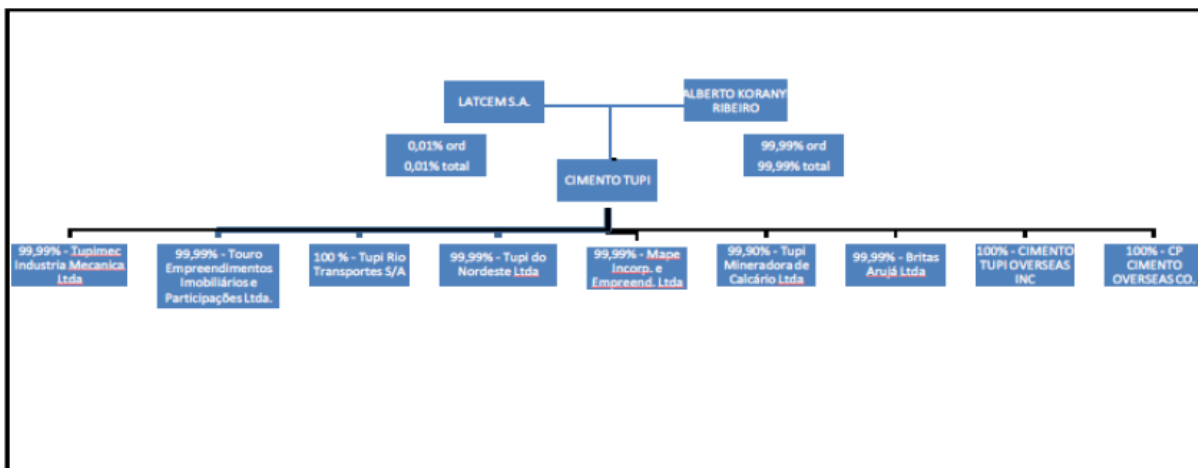 LATCEM S.A.
ALBERTO KORANY
RIBEIRO
0,01% ord
0,01% total
99,99% ord
99,99% total
CIMENTO TUPI
99,99% - Tupimec
Industria Mecanica
Ltda
99,99% - Touro
Empreendimentos
Imobiliários e
Participações Ltda.
100 % - Tupi Rio
Transportes S/A
99,99% - Tupi do
Nordeste Ltda
99,99% - Mape
Incorp. e
Empreend. Ltda
99,90% - Tupi
Mineradora de
Calcário Ltda
99,99% - Britas
Arujá Ltda
100% - CIMENTO
TUPI OVERSEAS
INC
100% - CP
CIMENTO
OVERSEAS CO.